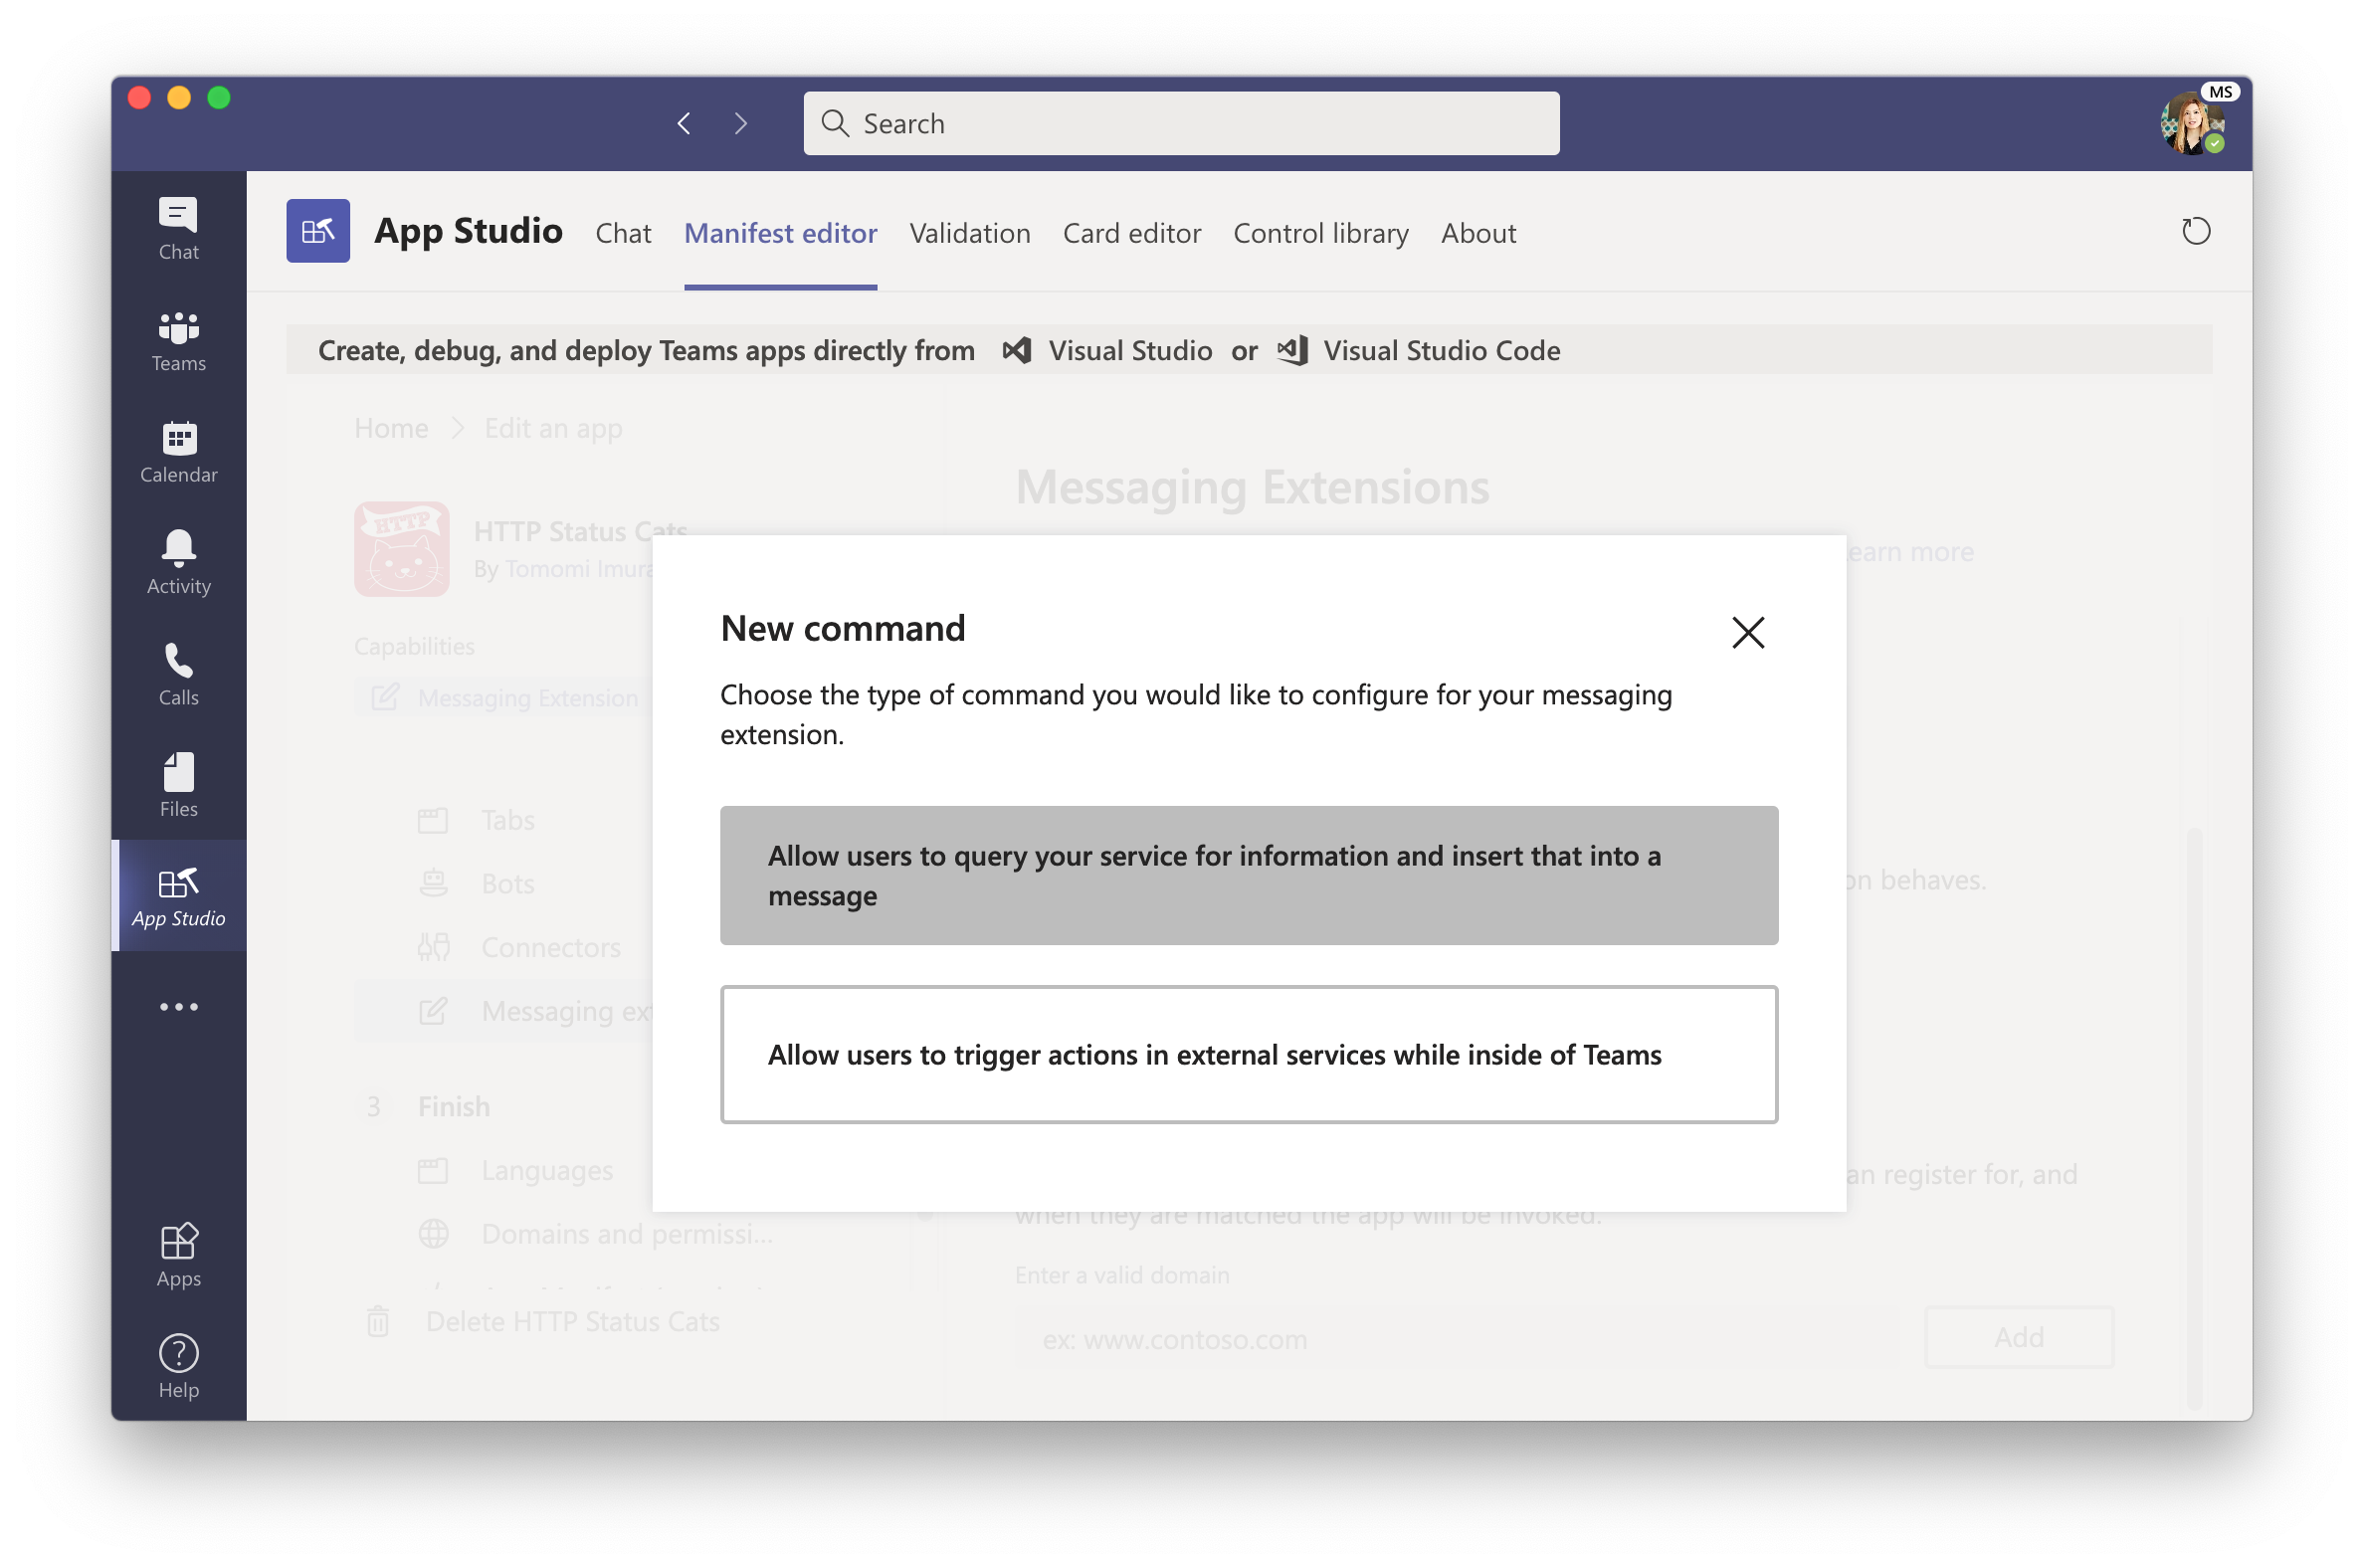 MS
Search
App Studio
Chat
Manifest editor
Validation
Card editor
Control library
About
Chat
Teams
Calendar
Activity
Calls
Files
App Studio
Apps
Help
Create, debug, and deploy Teams apps directly from Visual Studio or Visual Studio Code
Home > Edit an app
HTTP
HTTP Status Cats
By Tomomi Imura
Capabilities
Messaging Extension
Tabs
Bots
Connectors
Messaging
3 Finish
Languages
Domains and permissi...
Delete HTTP Status Cats
Messaging Extensions
more
behaves.
register for, and
when they are matched the app will be invoked.
Enter a valid domain
ex: www.contoso.com
Add
New command
Choose the type of command you would like to configure for your messaging
extension.
Allow users to query your service for information and insert that into a
message
Allow users to trigger actions in external services while inside of Teams